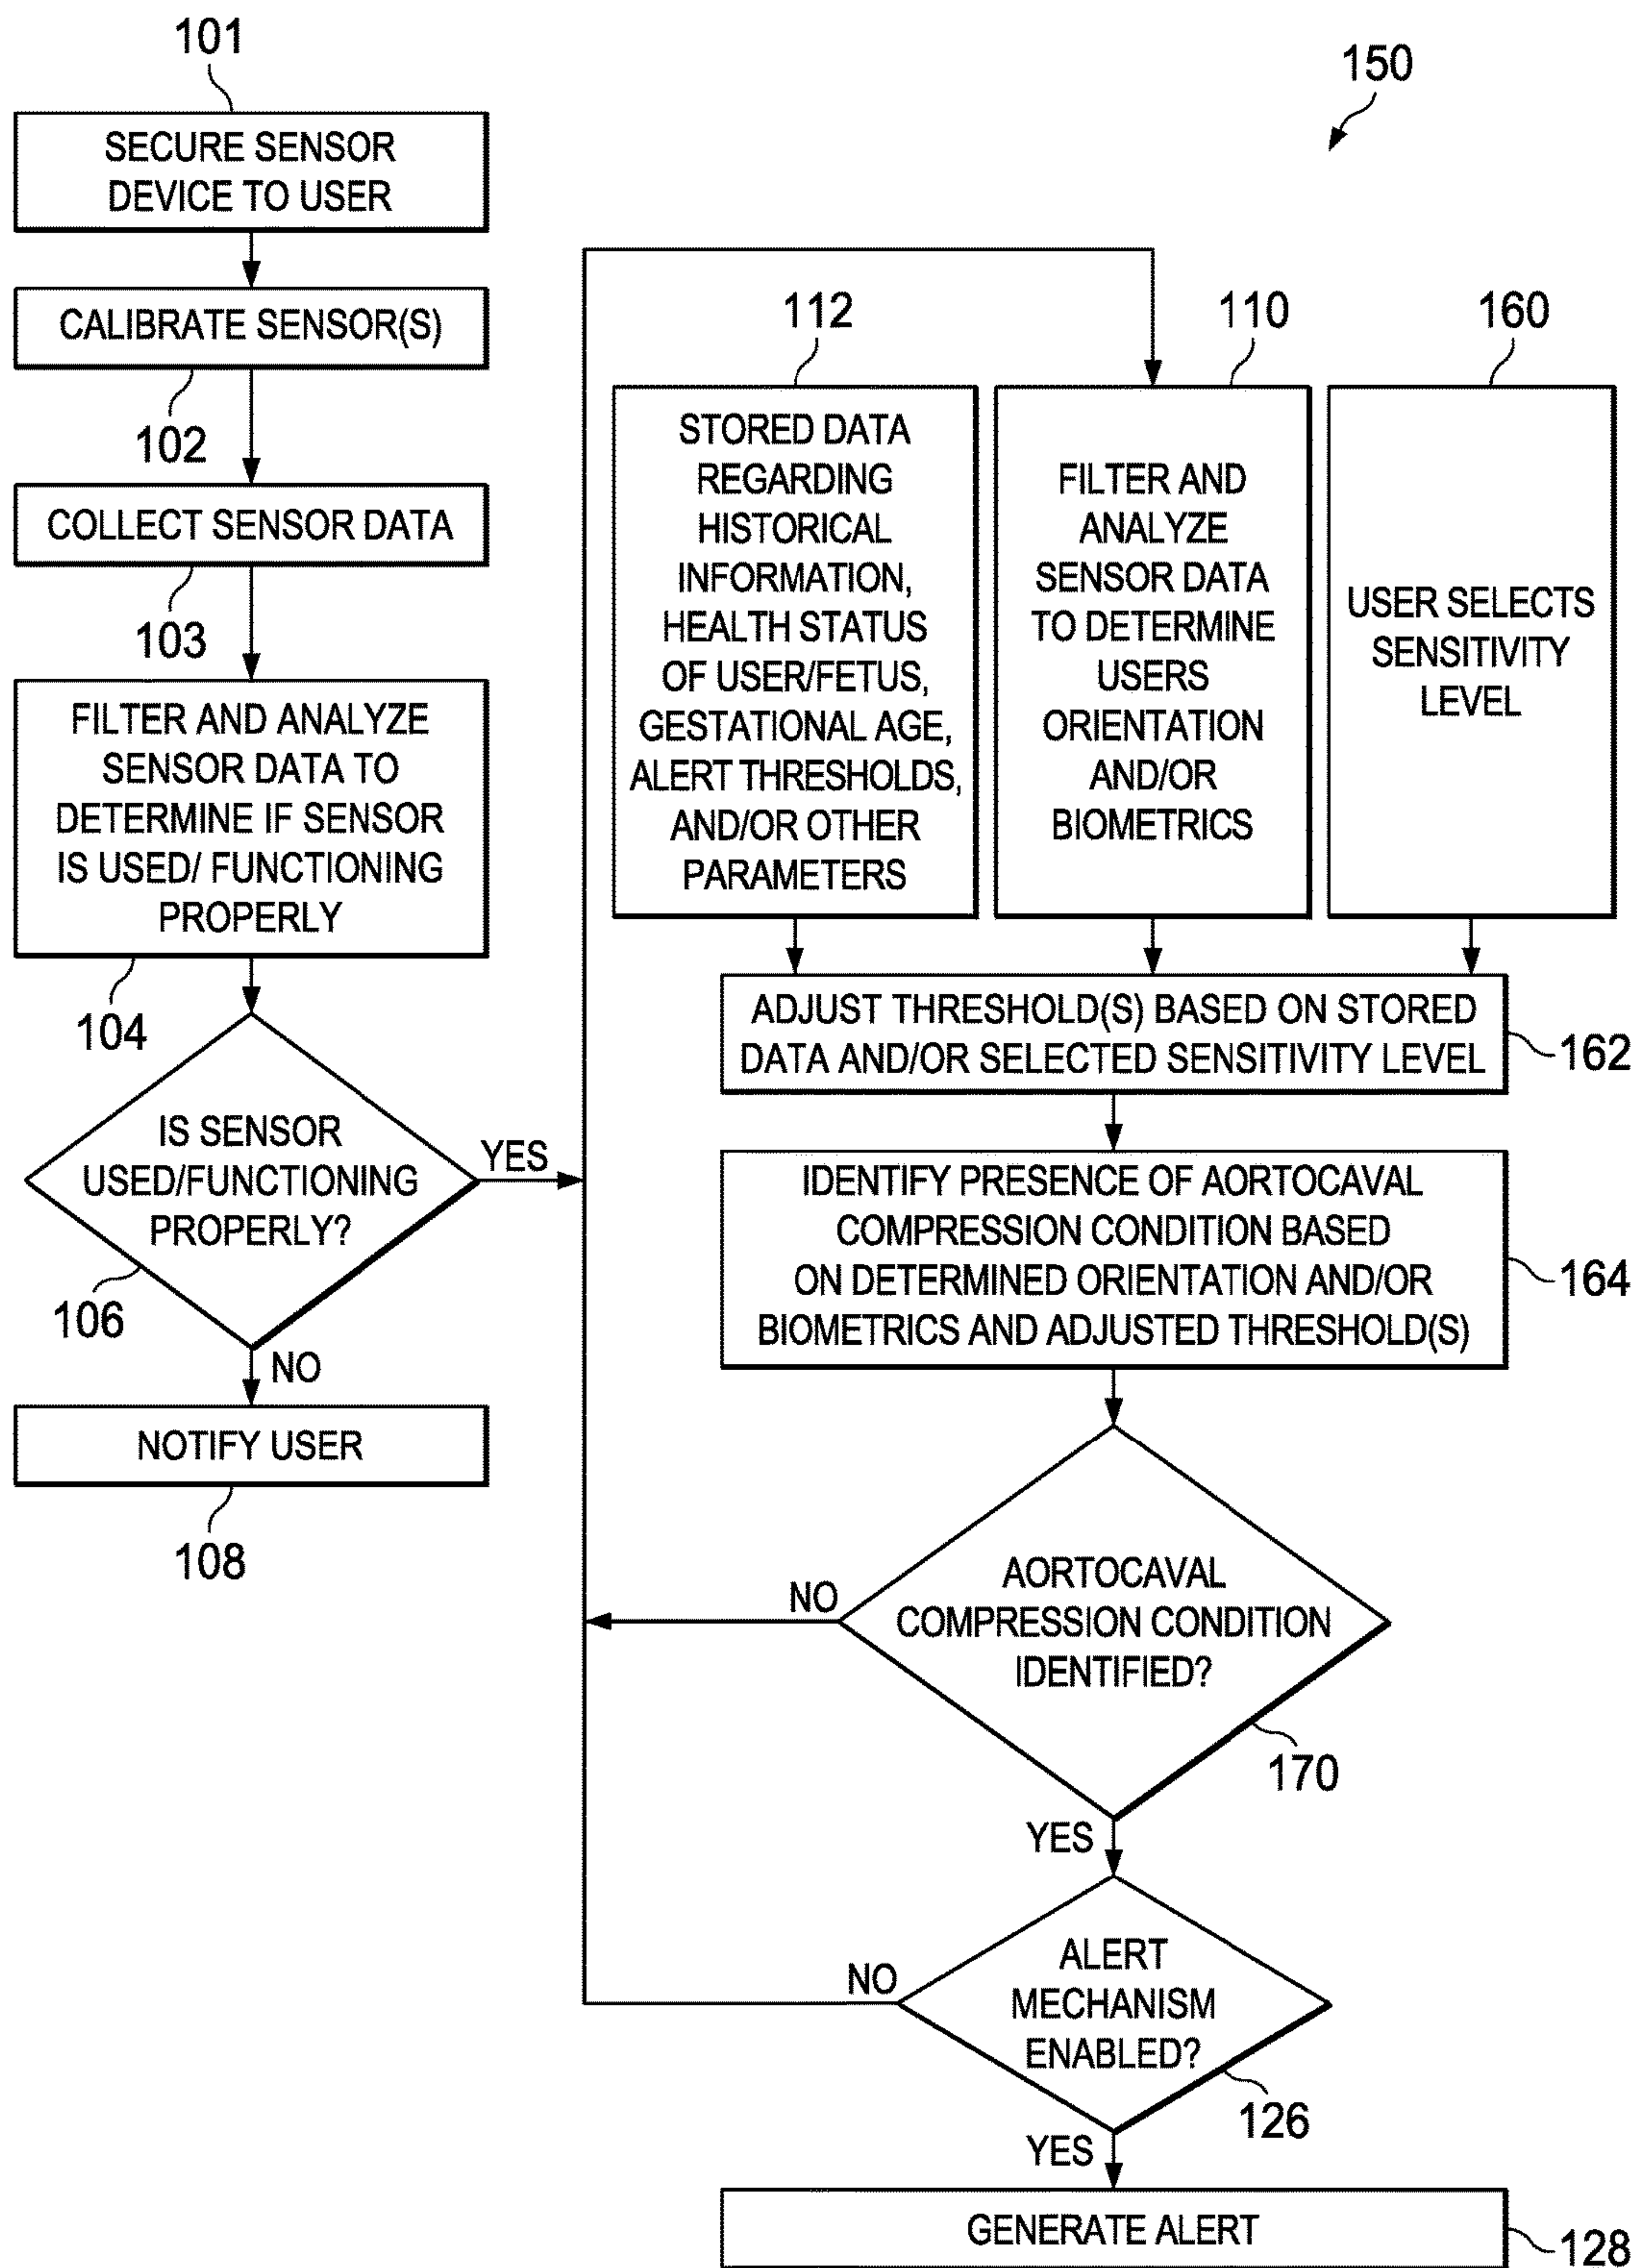 101
SECURE SENSOR
DEVICE TO USER
CALIBRATE SENSOR(S)
102
COLLECT SENSOR DATA
103
FILTER AND ANALYZE
SENSOR DATA TO
DETERMINE IF SENSOR
IS USED/ FUNCTIONING
PROPERLY
104
IS SENSOR
USED/FUNCTIONING
PROPERLY?
YES
106
NO
NOTIFY USER
108
150
112
STORED DATA
REGARDING
HISTORICAL
INFORMATION,
HEALTH STATUS
OF USER/FETUS,
GESTATIONAL AGE,
ALERT THRESHOLDS,
AND/OR OTHER
PARAMETERS
110
FILTER AND
ANALYZE
SENSOR DATA
TO DETERMINE
USERS
ORIENTATION
AND/OR
BIOMETRICS
160
USER SELECTS
SENSITIVITY
LEVEL
ADJUST THRESHOLD(S) BASED ON STORED
DATA AND/OR SELECTED SENSITIVITY LEVEL
162
IDENTIFY PRESENCE OF AORTOCAVAL
COMPRESSION CONDITION BASED
ON DETERMINED ORIENTATION AND/OR
BIOMETRICS AND ADJUSTED THRESHOLD(S)
164
NO
AORTOCAVAL
COMPRESSION CONDITION
IDENTIFIED?
170
YES
NO
ALERT
MECHANISM
ENABLED?
126
YES
GENERATE ALERT
128